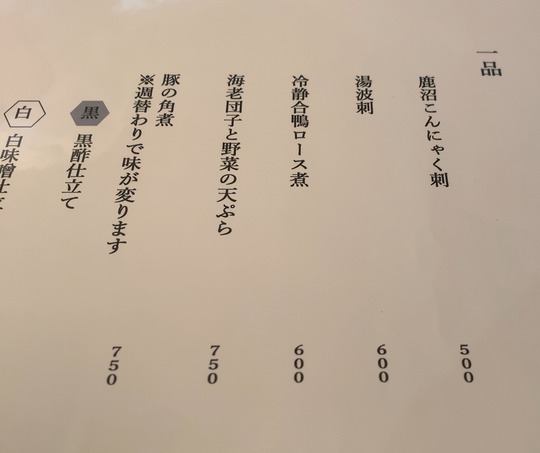 一品
鹿沼こんにゃく刺
500
湯波刺
600
冷静合鴨ロース煮
600
海老団子と野菜の天ぷら
750
豚の角煮
※週替わりで味が変ります
750
黒 黒酢仕立て
白 白味噌仕立